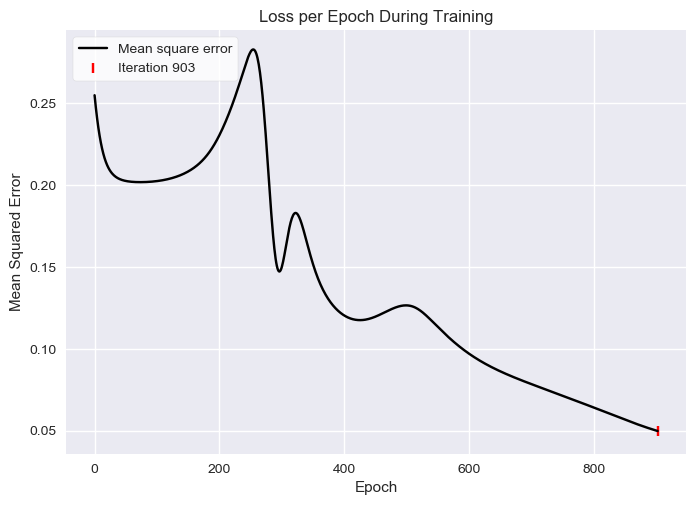 Loss per Epoch During Training
Mean square error
Iteration 903
Mean Squared Error
0.25
0.20
0.15
0.10
0.05
0
200
400
600
800
Epoch